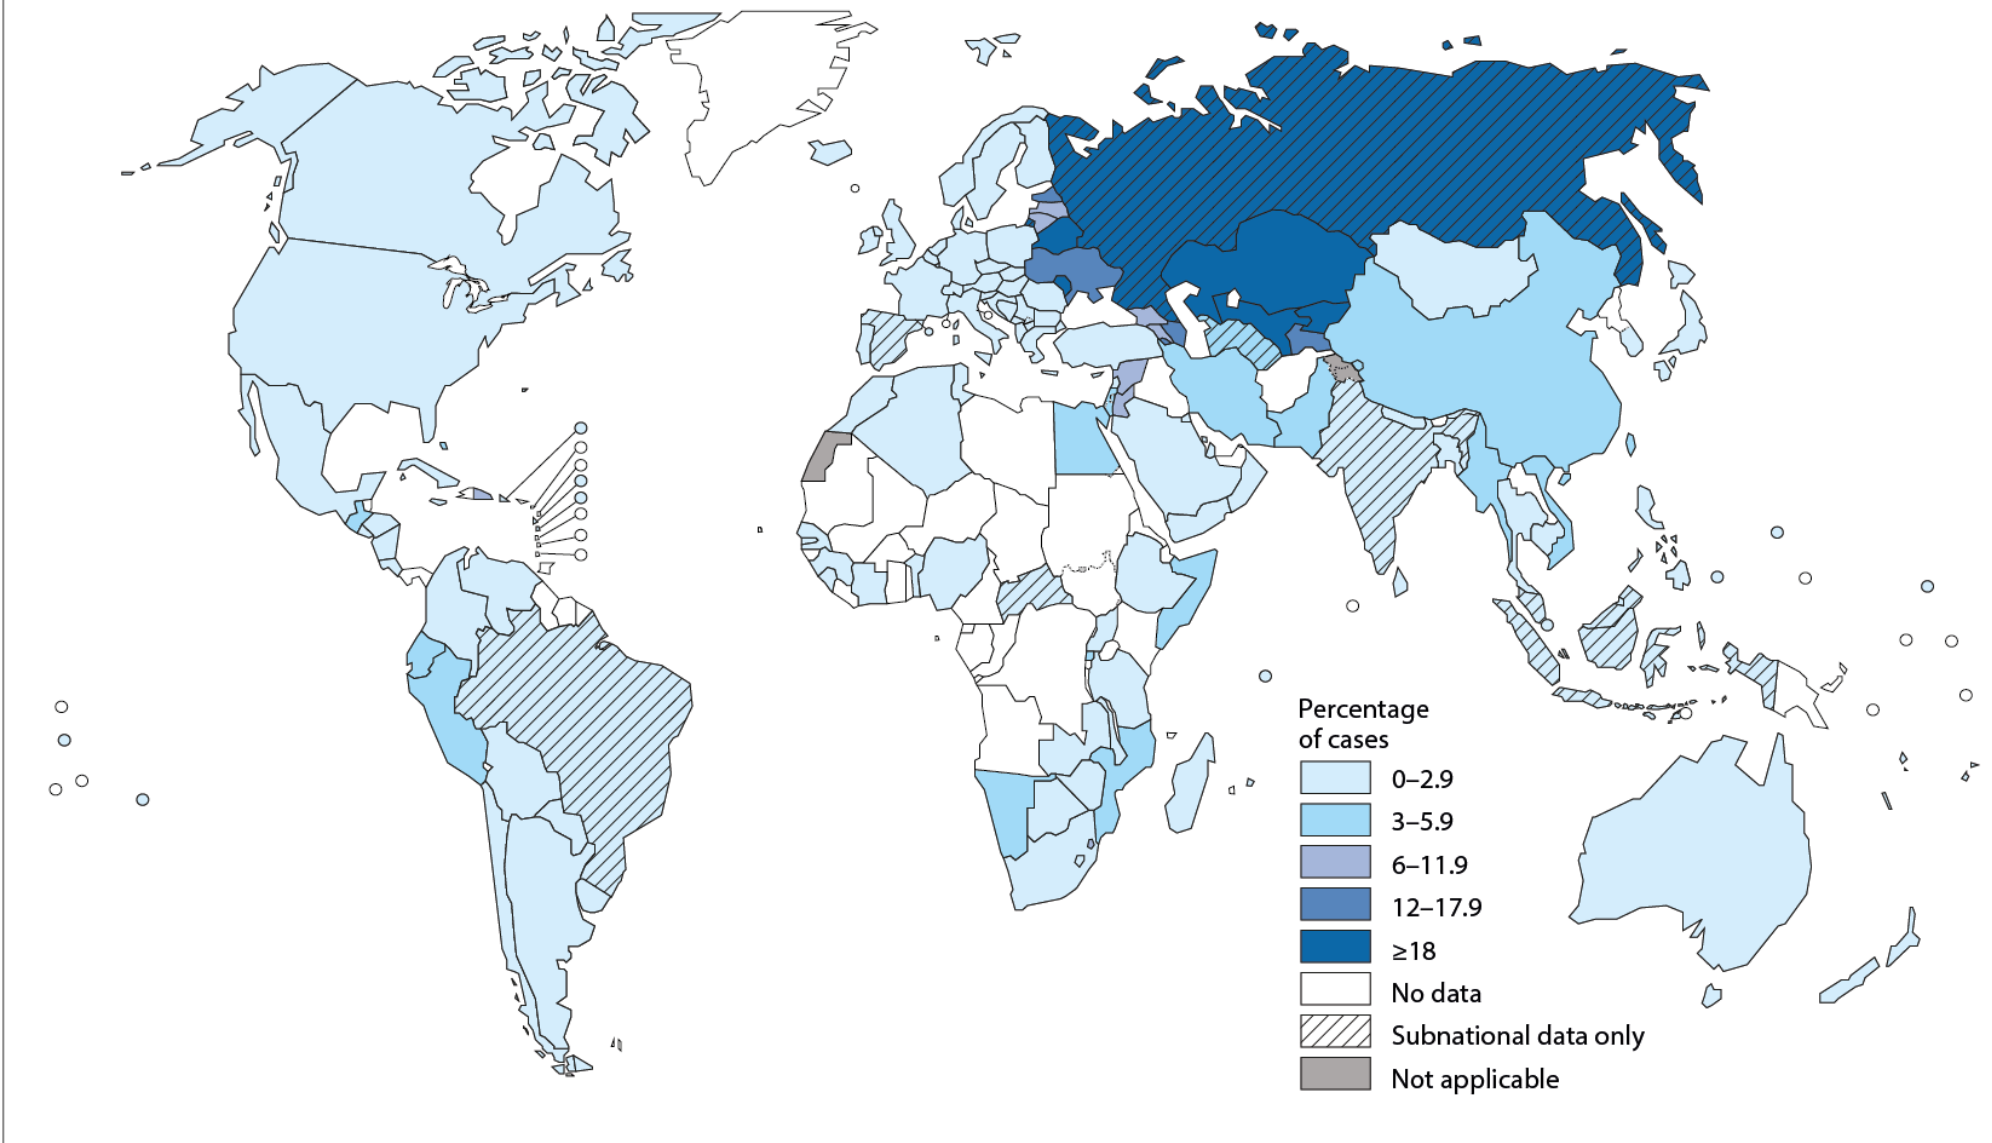 Percentage
of cases
0–2.9
3–5.9
6–11.9
12–17.9
≥18
No data
Subnational data only
Not applicable